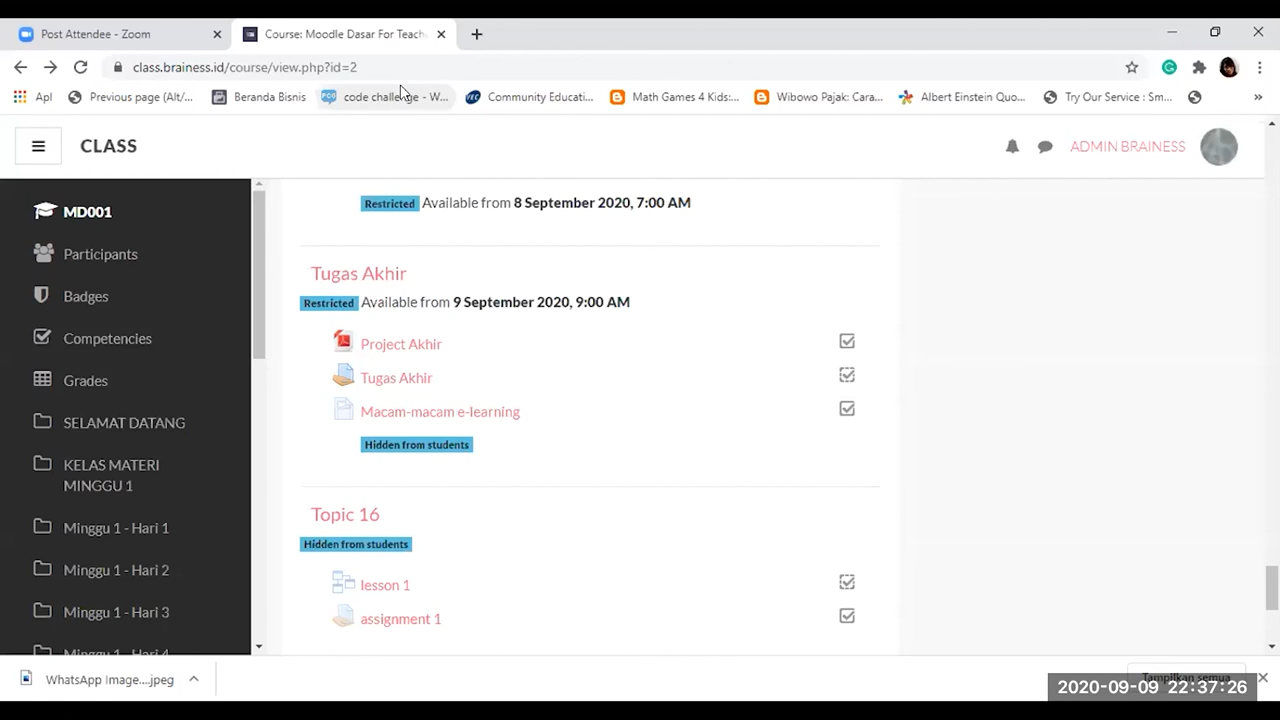 Post Attendee - Zoom
Course: Moodle Dasar For Teach
class.brainess.id/course/view.php?id=2
Apl
Previous page (Alt/...
Beranda Bisnis
code challenge - W...
Community Educati...
Math Games 4 Kids:...
Wibowo Pajak: Cara...
Albert Einstein Quo...
Try Our Service : Sm...
CLASS
ADMIN BRAINESS
MD001
Participants
Badges
Competencies
Grades
SELAMAT DATANG
KELAS MATERI
MINGGU 1
Minggu 1 - Hari 1
Minggu 1 - Hari 2
Minggu 1 - Hari 3
Minggu 1 - Hari 4
Restricted Available from 8 September 2020, 7:00 AM
Tugas Akhir
Restricted Available from 9 September 2020, 9:00 AM
Project Akhir
Tugas Akhir
Macam-macam e-learning
Hidden from students
Topic 16
Hidden from students
lesson 1
assignment 1
WhatsApp Image....jpeg
Tampilkan semua
2020-09-09 22:37:26